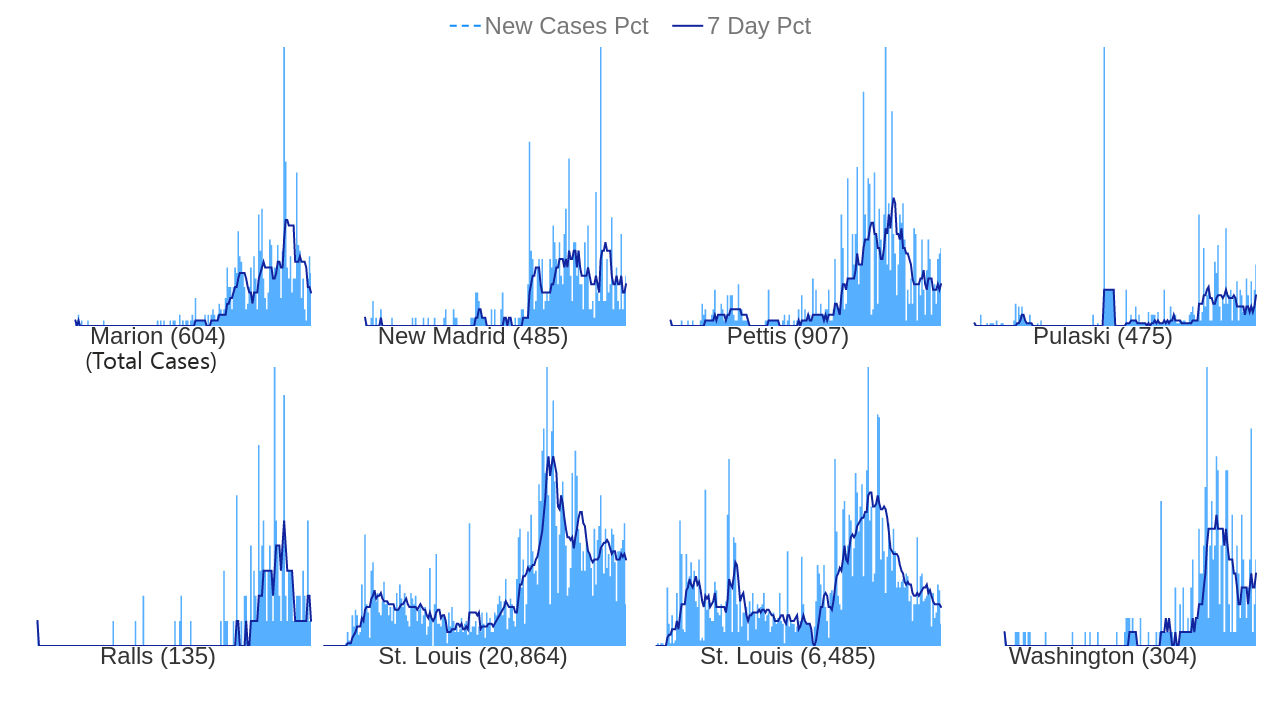 New Cases Pct 7 Day Pct
Marion (604) New Madrid (485) Pettis (907) Pulaski (475)
(Total Cases)
Ralls (135) St. Louis (20,864) St. Louis (6,485) Washington (304)